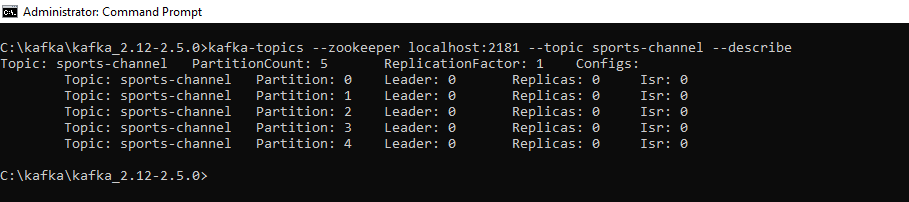 Administrator: Command Prompt
C:\kafka\kafka_2.12-2.5.0>kafka-topics --zookeeper localhost:2181 --topic sports-channel --describe
Topic: sports-channel   PartitionCount: 5       ReplicationFactor: 1    Configs:
        Topic: sports-channel   Partition: 0    Leader: 0       Replicas: 0     Isr: 0
        Topic: sports-channel   Partition: 1    Leader: 0       Replicas: 0     Isr: 0
        Topic: sports-channel   Partition: 2    Leader: 0       Replicas: 0     Isr: 0
        Topic: sports-channel   Partition: 3    Leader: 0       Replicas: 0     Isr: 0
        Topic: sports-channel   Partition: 4    Leader: 0       Replicas: 0     Isr: 0
C:\kafka\kafka_2.12-2.5.0>